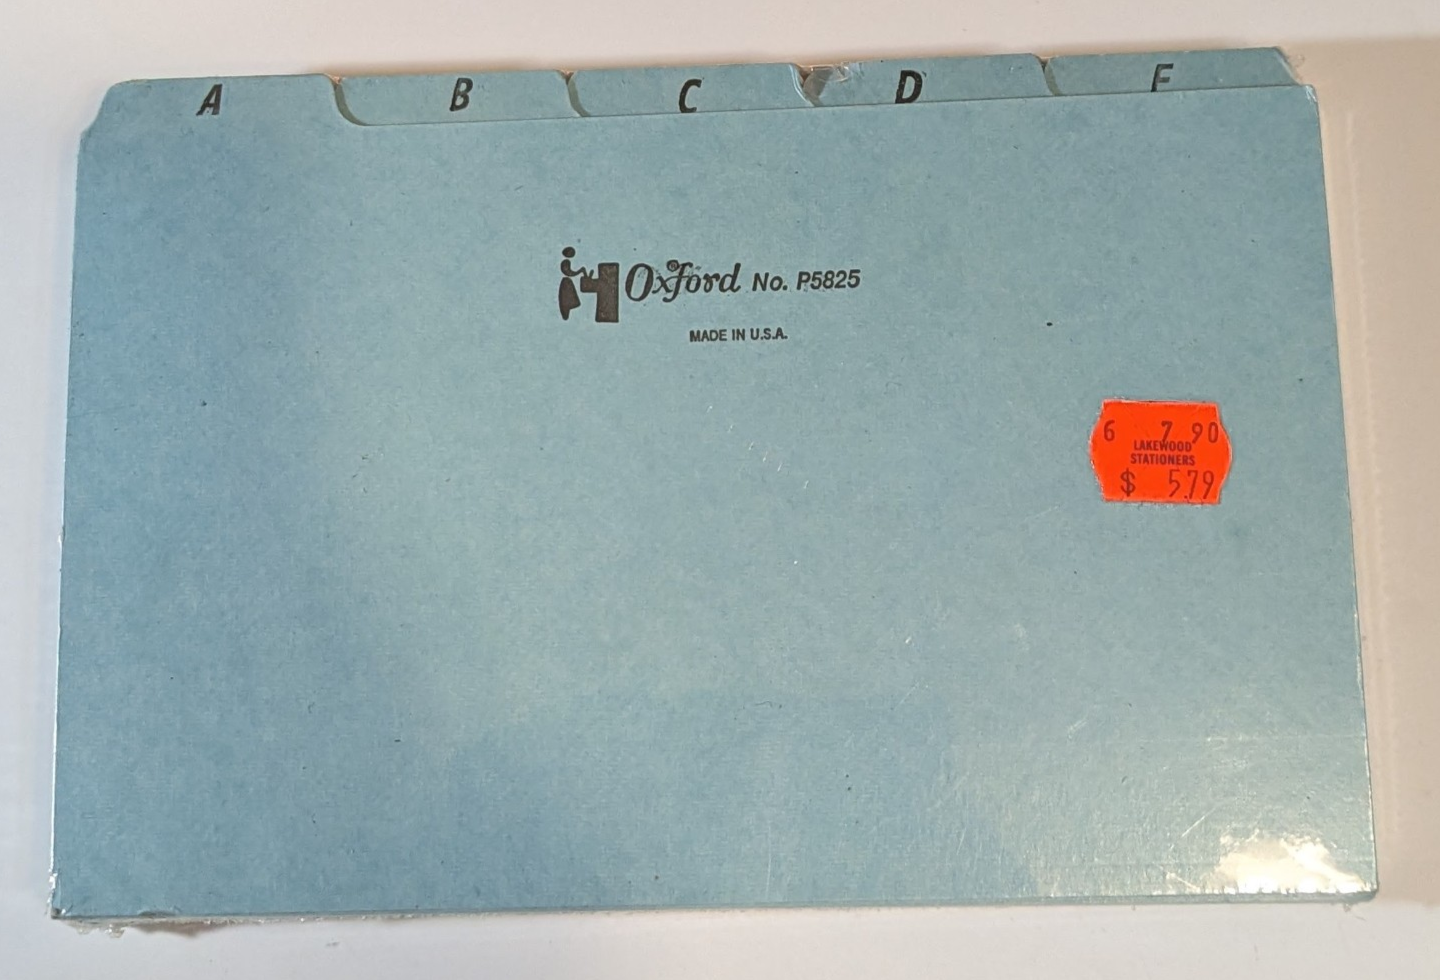 A B C D E
Oxford® No. P5825
MADE IN U.S.A.
6 7 90
LAKEWOOD
STATIONERS
$ 5.79